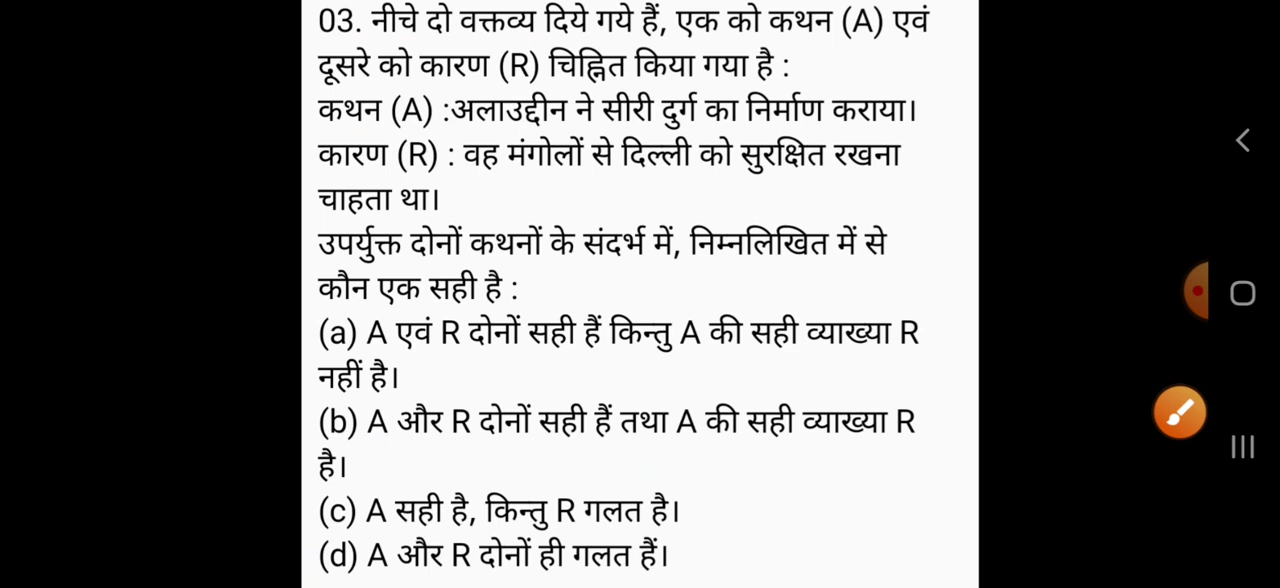 03. नीचे दो वक्तव्य दिये गये हैं, एक को कथन (A) एवं
दूसरे को कारण (R) चिह्नित किया गया है :
कथन (A) :अलाउद्दीन ने सीरी दुर्ग का निर्माण कराया।
कारण (R) : वह मंगोलों से दिल्ली को सुरक्षित रखना
चाहता था।
उपर्युक्त दोनों कथनों के संदर्भ में, निम्नलिखित में से
कौन एक सही है :
(a) A एवं R दोनों सही हैं किन्तु A की सही व्याख्या R
नहीं है।
(b) A और R दोनों सही हैं तथा A की सही व्याख्या R
है।
(c) A सही है, किन्तु R गलत है।
(d) A और R दोनों ही गलत हैं।